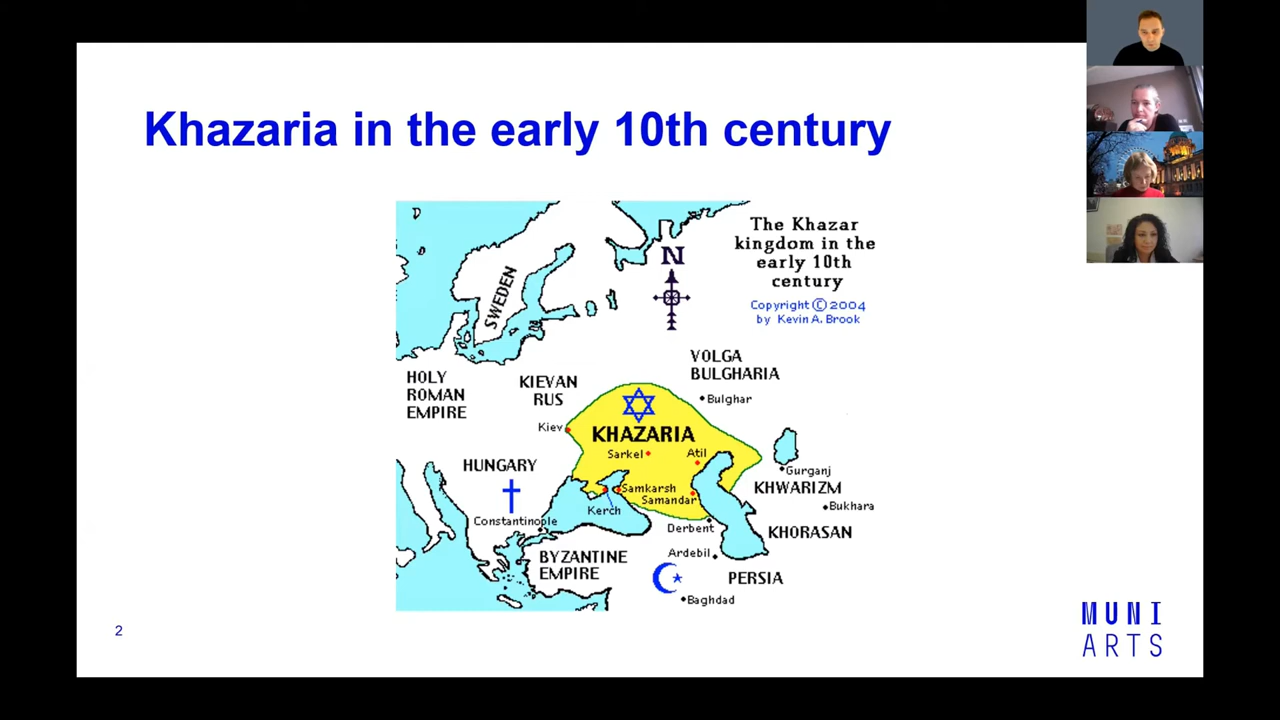 Khazaria in the early 10th century
The Khazar
kingdom in the
early 10th
century
Copyright © 2004
by Kevin A. Brook
N
SWEDEN
HOLY
ROMAN
EMPIRE
KIEVAN
RUS
VOLGA
BULGHARIA
Bulghar
Kiev
KHAZARIA
Sarkel
Atil
HUNGARY
Gurganj
KHWARIZM
Samkarsh
Samandar
Bukhara
Kerch
Constantinople
Derbent
KHORASAN
BYZANTINE
EMPIRE
Ardebil
PERSIA
Baghdad
2
MUNI
ARTS